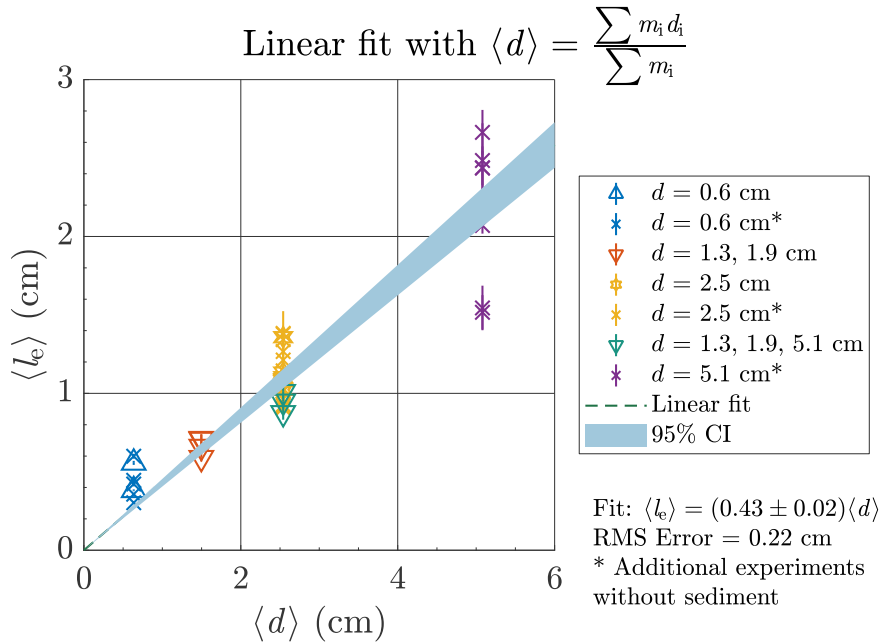 Linear fit with ⟨d⟩ = ∑ m_i d_i / ∑ m_i
3
2
1
0
0 2 4 6
⟨l_e⟩ (cm)
⟨d⟩ (cm)
d = 0.6 cm
d = 0.6 cm*
d = 1.3, 1.9 cm
d = 2.5 cm
d = 2.5 cm*
d = 1.3, 1.9, 5.1 cm
d = 5.1 cm*
Linear fit
95% CI
Fit: ⟨l_e⟩ = (0.43 ± 0.02)⟨d⟩
RMS Error = 0.22 cm
* Additional experiments
without sediment